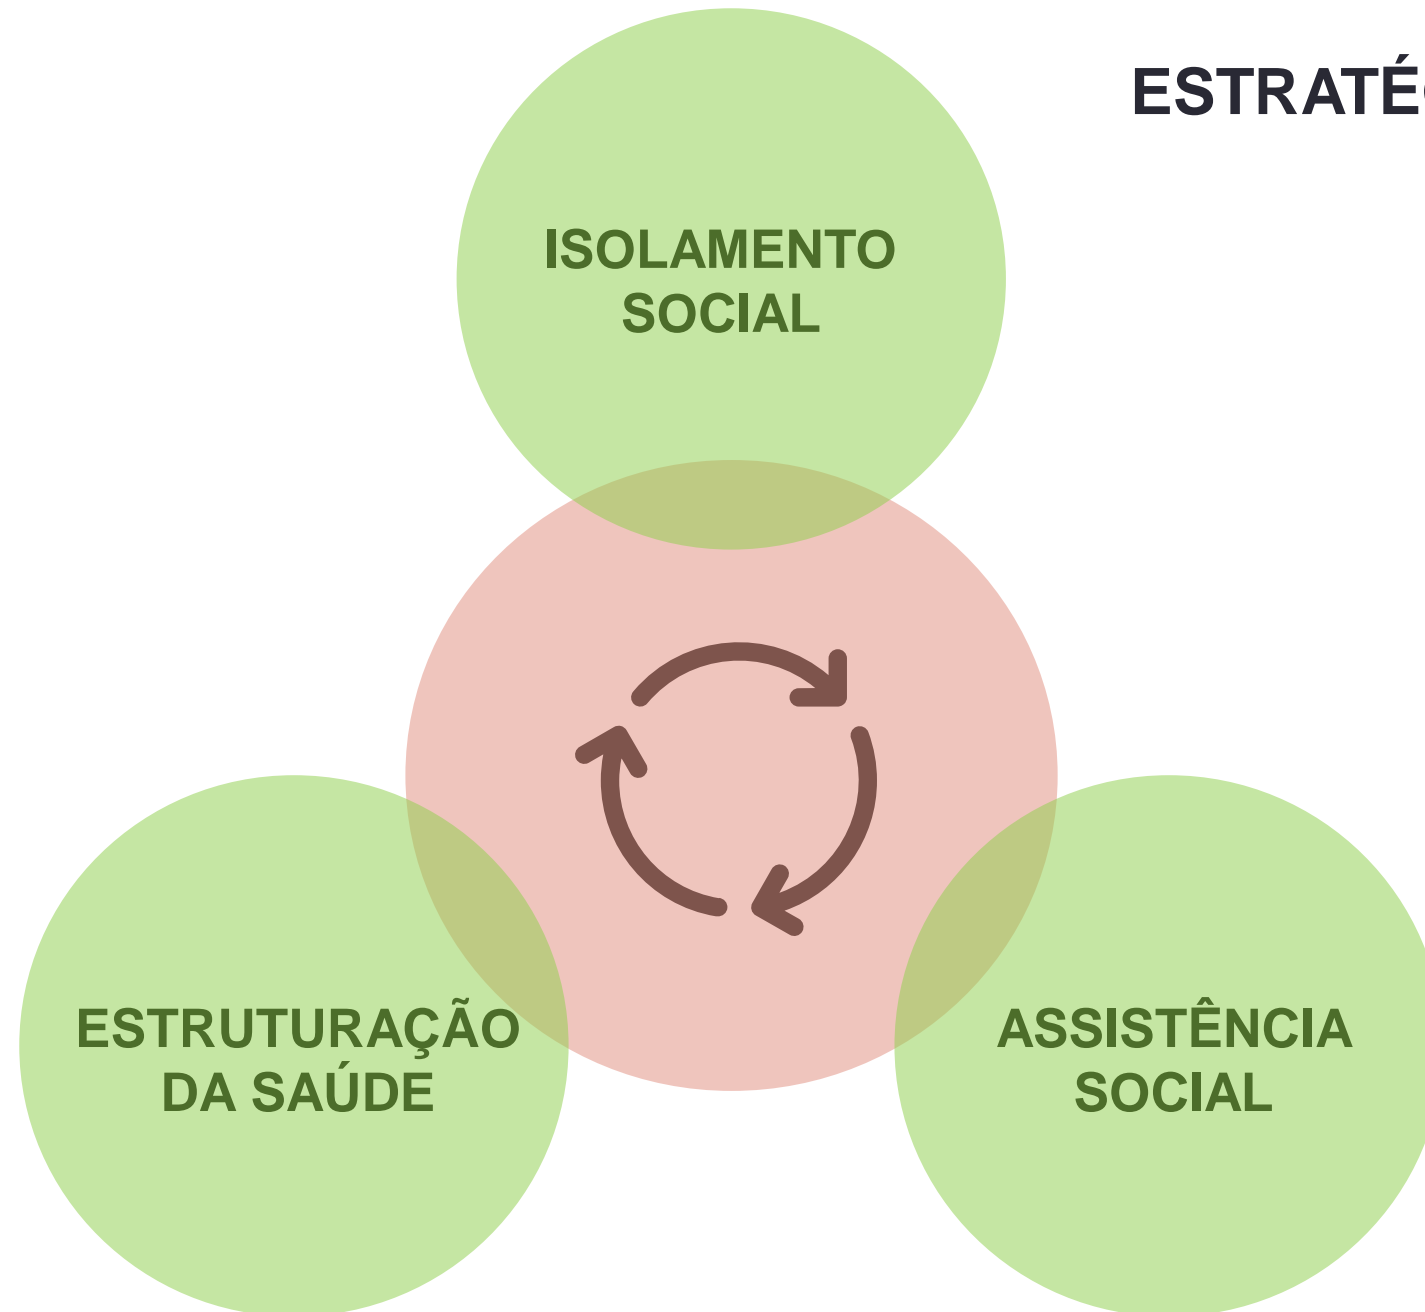 ESTRATÉ
ISOLAMENTO
SOCIAL
ESTRUTURAÇÃO
DA SAÚDE
ASSISTÊNCIA
SOCIAL